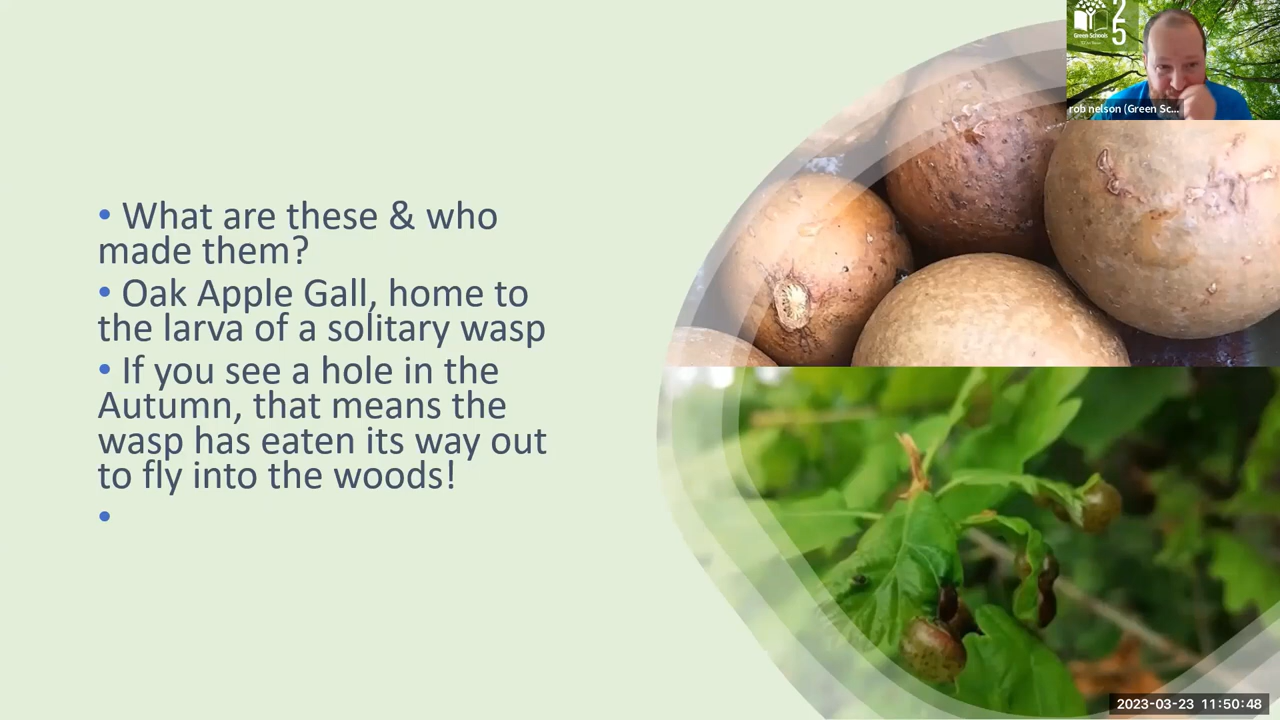 25
Green Schools
rob nelson (Green Sc...
• What are these & who
made them?
• Oak Apple Gall, home to
the larva of a solitary wasp
• If you see a hole in the
Autumn, that means the
wasp has eaten its way out
to fly into the woods!
•
2023-03-23 11:50:48